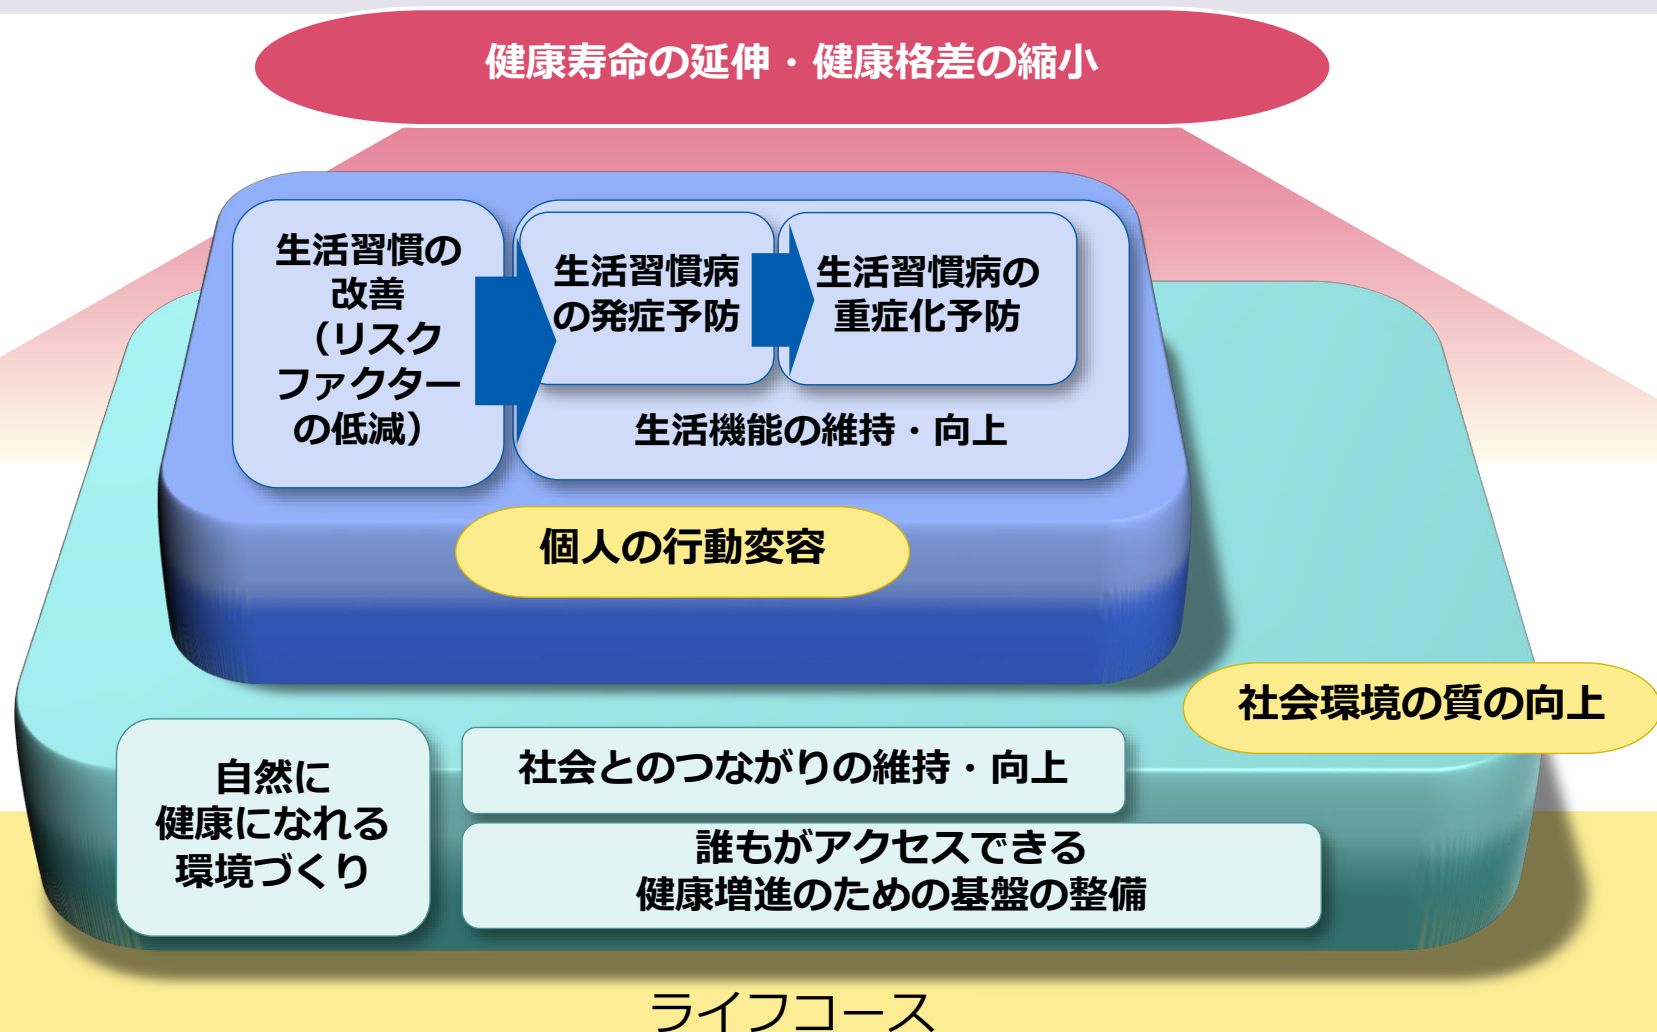 健康寿命の延伸・健康格差の縮小
生活習慣の
改善
（リスク
ファクター
の低減）
生活習慣病
の発症予防
生活習慣病の
重症化予防
生活機能の維持・向上
個人の行動変容
社会環境の質の向上
自然に
健康になれる
環境づくり
社会とのつながりの維持・向上
誰もがアクセスできる
健康増進のための基盤の整備
ライフコース